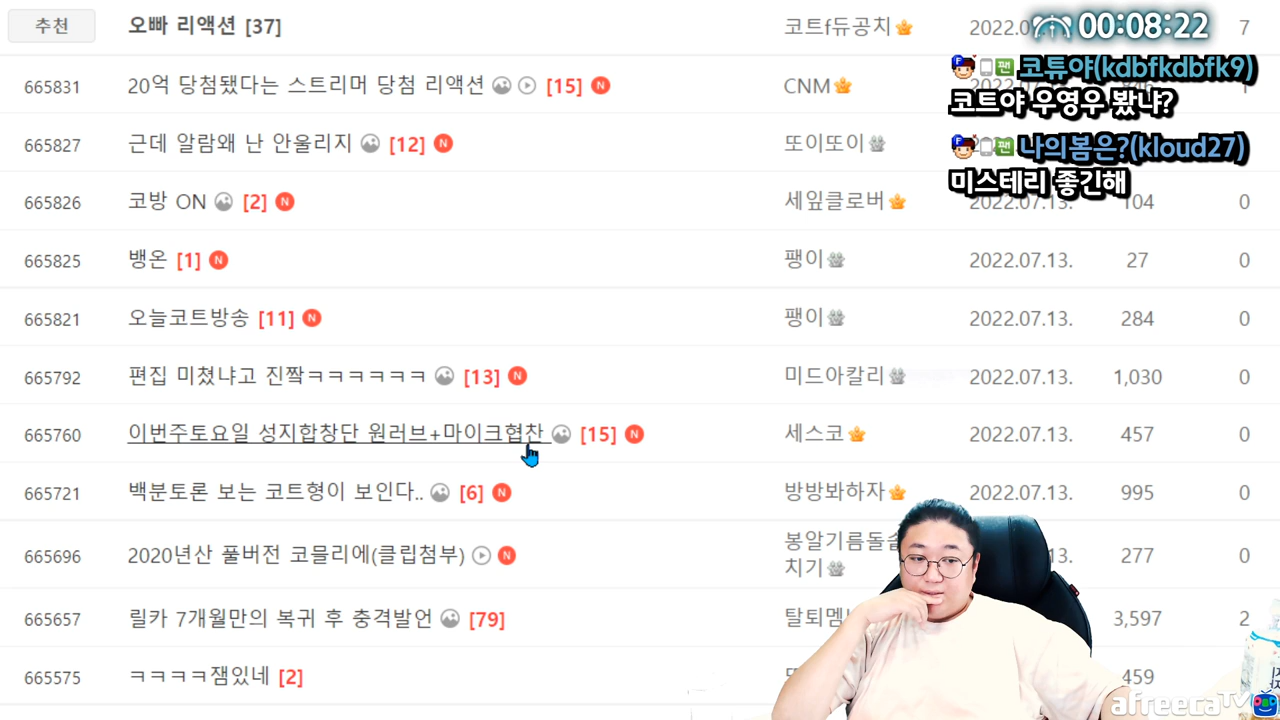 추천 오빠 리액션 [37] 코트f듀공치 2022.0 7
00:08:22
665831 20억 당첨됐다는 스트리머 당첨 리액션 [15] N CNM
코튜야(kdbfkdbfk9)
코트야 우영우 봤냐?
665827 근데 알람왜 난 안울리지 [12] N 또이또이
나의봄은?(kloud27)
미스테리 좋긴해
665826 코방 ON [2] N 세잎클로버 2022.07.13. 104 0
665825 뱅온 [1] N 팽이 2022.07.13. 27 0
665821 오늘코트방송 [11] N 팽이 2022.07.13. 284 0
665792 편집 미쳤냐고 진짴ㅋㅋㅋㅋㅋㅋ [13] N 미드아칼리 2022.07.13. 1,030 0
665760 이번주토요일 성지합창단 원러브+마이크협찬 [15] N 세스코 2022.07.13. 457 0
665721 백분토론 보는 코트형이 보인다.. [6] N 방방봐하자 2022.07.13. 995 0
665696 2020년산 풀버전 코믈리에(클립첨부) N 봉알기름돌솥 13. 277 0
치기
665657 릴카 7개월만의 복귀 후 충격발언 [79] 탈퇴멤 3,597 2
665575 ㅋㅋㅋㅋ잼있네 [2] 459
afreecaTV